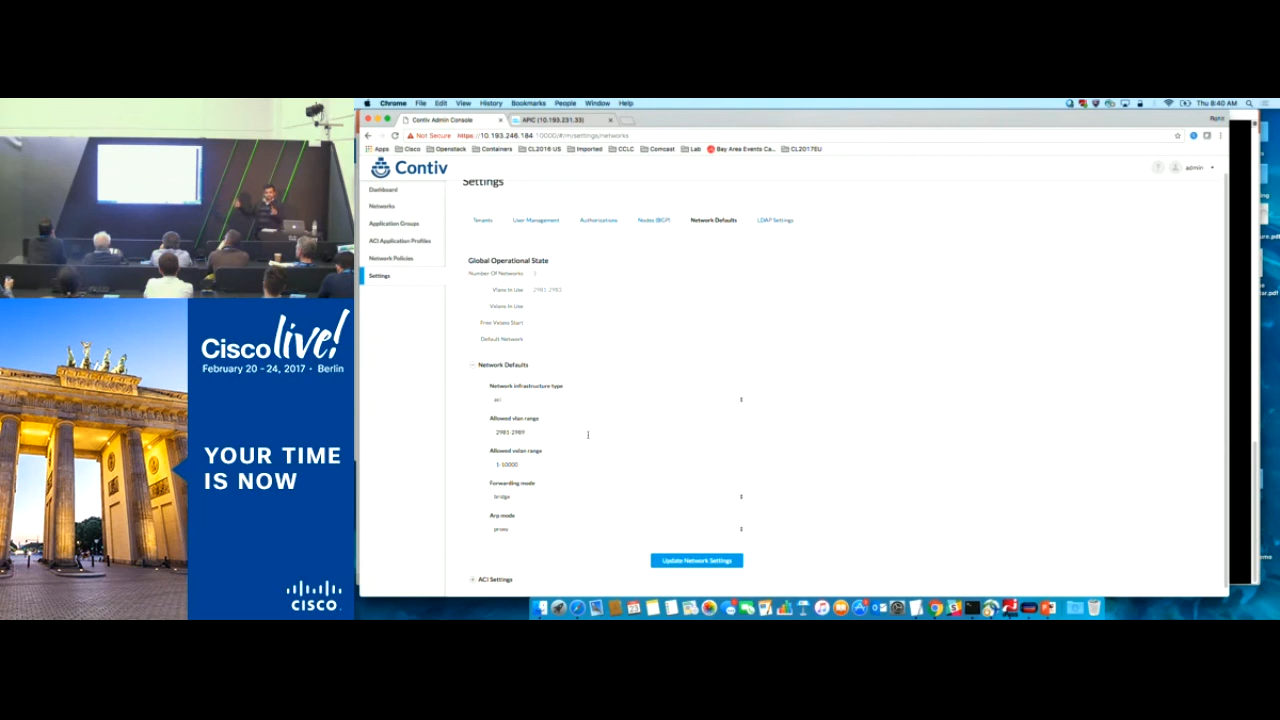 Chrome File Edit View History Bookmarks People Window Help
Thu 8:40 AM
Contiv Admin Console
APIC (10.193.231.33)
Rohit
Not Secure https://10.193.246.184:10000/#/m/settings/networks
Apps Cisco Openstack Containers CL2016 US Imported CCLC Comcast Lab Bay Area Events Ca... CL2017EU
Contiv
admin
Dashboard
Networks
Application Groups
ACI Application Profiles
Network Policies
Settings
Settings
Tenants User Management Authorizations Nodes (BGP) Network Defaults LDAP Settings
Global Operational State
Number Of Networks
Vlans In Use
Vxlans In Use
Free Vxlans Start
Default Network
Network Defaults
Network infrastructure type
aci
Allowed vlan range
2981-2989
Allowed vxlan range
1-10000
Forwarding mode
bridge
Arp mode
proxy
Update Network Settings
ACI Settings
Cisco live!
February 20 - 24, 2017 • Berlin
YOUR TIME
IS NOW
CISCO